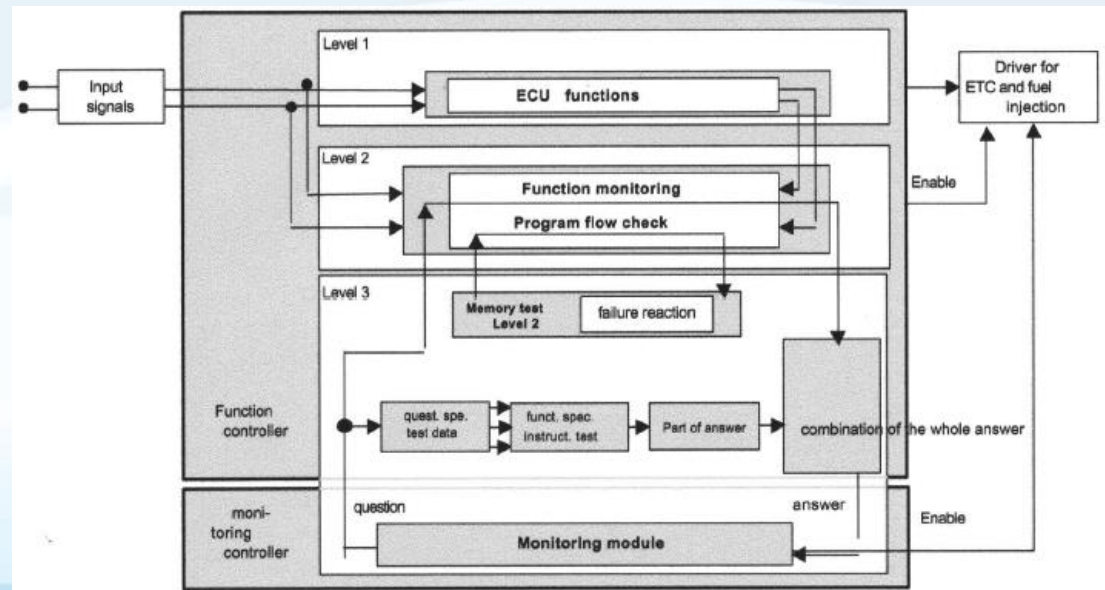 Level 1
Input
signals
ECU functions
Driver for
ETC and fuel
injection
Level 2
Function monitoring
Program flow check
Enable
Level 3
Memory test
Level 2
failure reaction
Function
controller
quest. spe.
test data
funct. spec.
instruct. test
Part of answer
combination of the whole answer
question
answer
moni-
toring
controller
Monitoring module
Enable